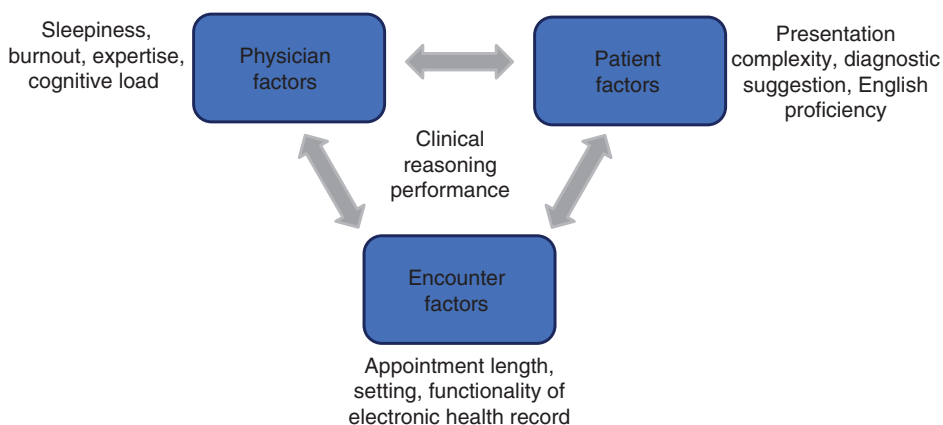 Sleepiness,
burnout, expertise,
cognitive load
Physician
factors
Patient
factors
Presentation
complexity, diagnostic
suggestion, English
proficiency
Clinical
reasoning
performance
Encounter
factors
Appointment length,
setting, functionality of
electronic health record